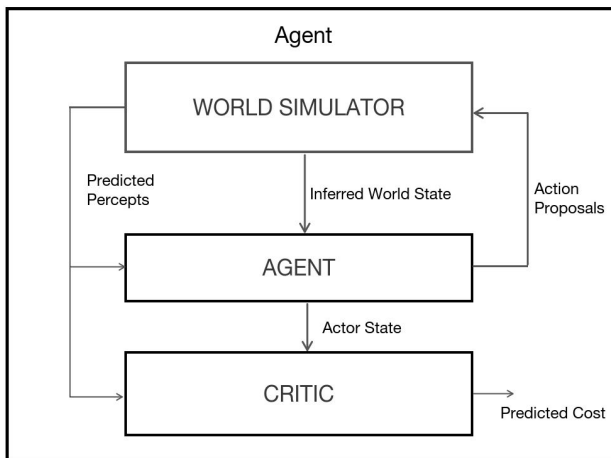 Agent
WORLD SIMULATOR
Predicted
Percepts
Inferred World State
Action
Proposals
AGENT
Actor State
CRITIC
Predicted Cost